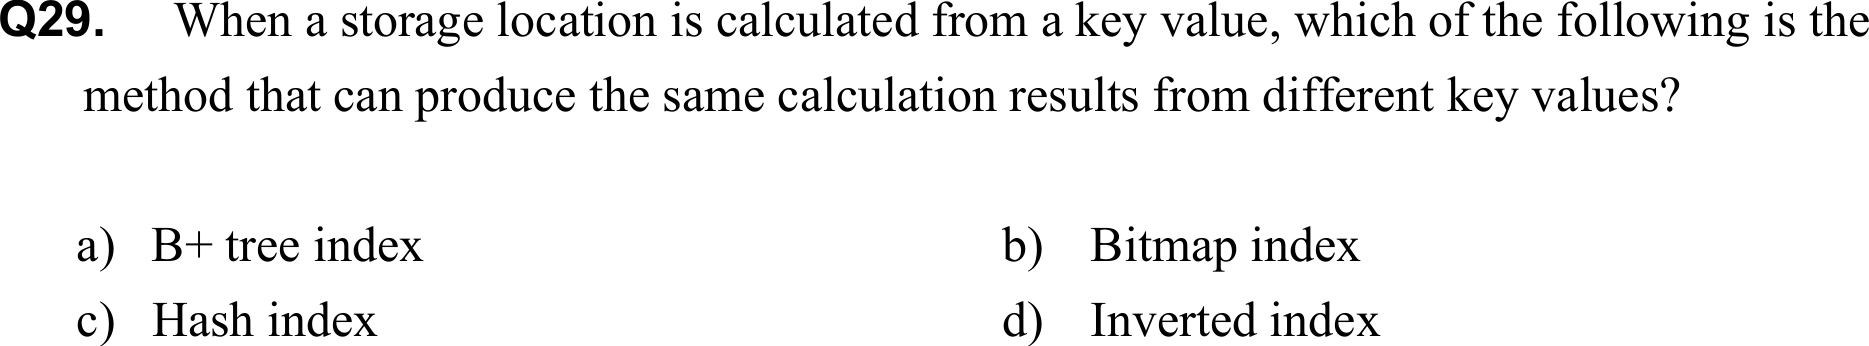 Q29. When a storage location is calculated from a key value, which of the following is the
method that can produce the same calculation results from different key values?
a) B+ tree index b) Bitmap index
c) Hash index d) Inverted index